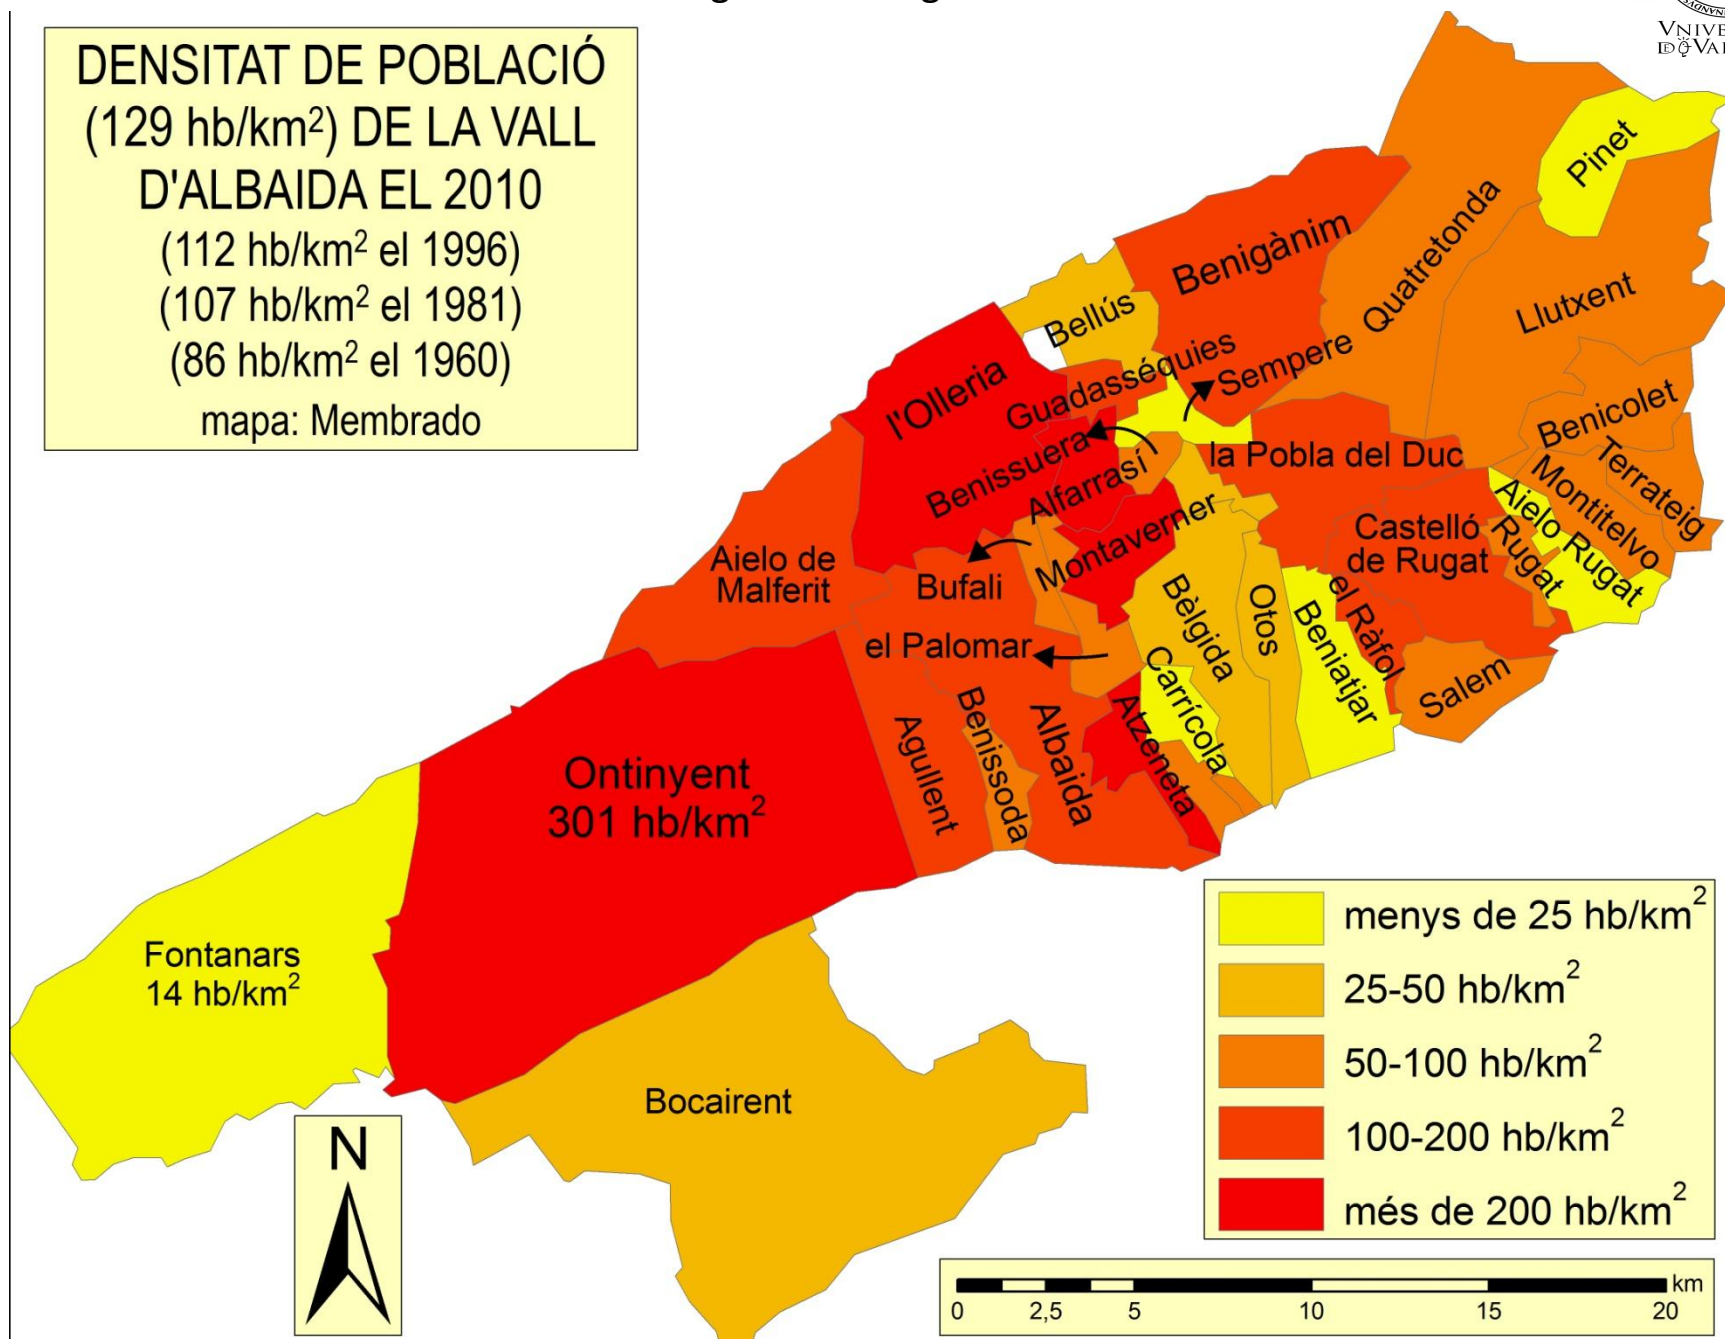 VNIVE
DENSITAT DE POBLACIÓ
(129 hb/km²) DE LA VALL
D'ALBAIDA EL 2010
(112 hb/km² el 1996)
(107 hb/km² el 1981)
(86 hb/km² el 1960)
mapa: Membrado
Pinet
Benigànim
Quatretonda
Llutxent
Bellús
Guadasséquies
Sempere
l'Olleria
Benicolet
Benissuera
Alfarrasí
la Pobla del Duc
Terrateig
Montitelvo
Aielo Rugat
Rugat
Castelló
de Rugat
Aielo de
Malferit
Bufali
Montaverner
Bèlgida
Otos
Beniatjar
el Ràfol
Salem
el Palomar
Carrícola
Atzeneta
Albaida
Benissoda
Agullent
Ontinyent
301 hb/km²
Fontanars
14 hb/km²
Bocairent
menys de 25 hb/km²
25-50 hb/km²
50-100 hb/km²
100-200 hb/km²
més de 200 hb/km²
N
km
0 2,5 5 10 15 20